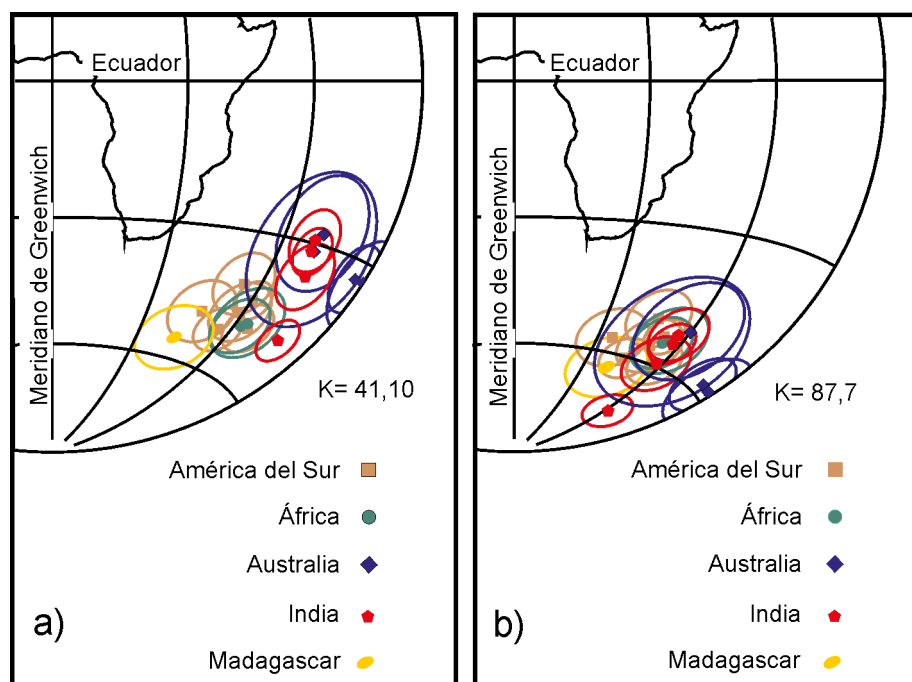 Ecuador
Meridiano de Greenwich
K= 41,10
América del Sur
África
Australia
India
Madagascar
a)
Ecuador
Meridiano de Greenwich
K= 87,7
América del Sur
África
Australia
India
Madagascar
b)